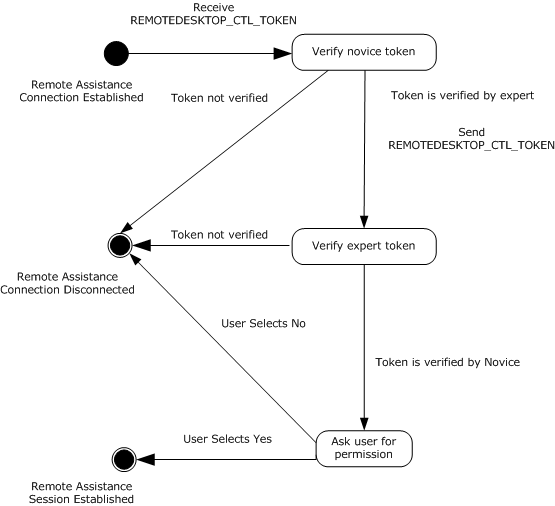 Receive
REMOTEDESKTOP_CTL_TOKEN
Verify novice token
Remote Assistance
Connection Established
Token not verified
Token is verified by expert
Send
REMOTEDESKTOP_CTL_TOKEN
Token not verified
Verify expert token
Remote Assistance
Connection Disconnected
User Selects No
Token is verified by Novice
User Selects Yes
Ask user for
permission
Remote Assistance
Session Established